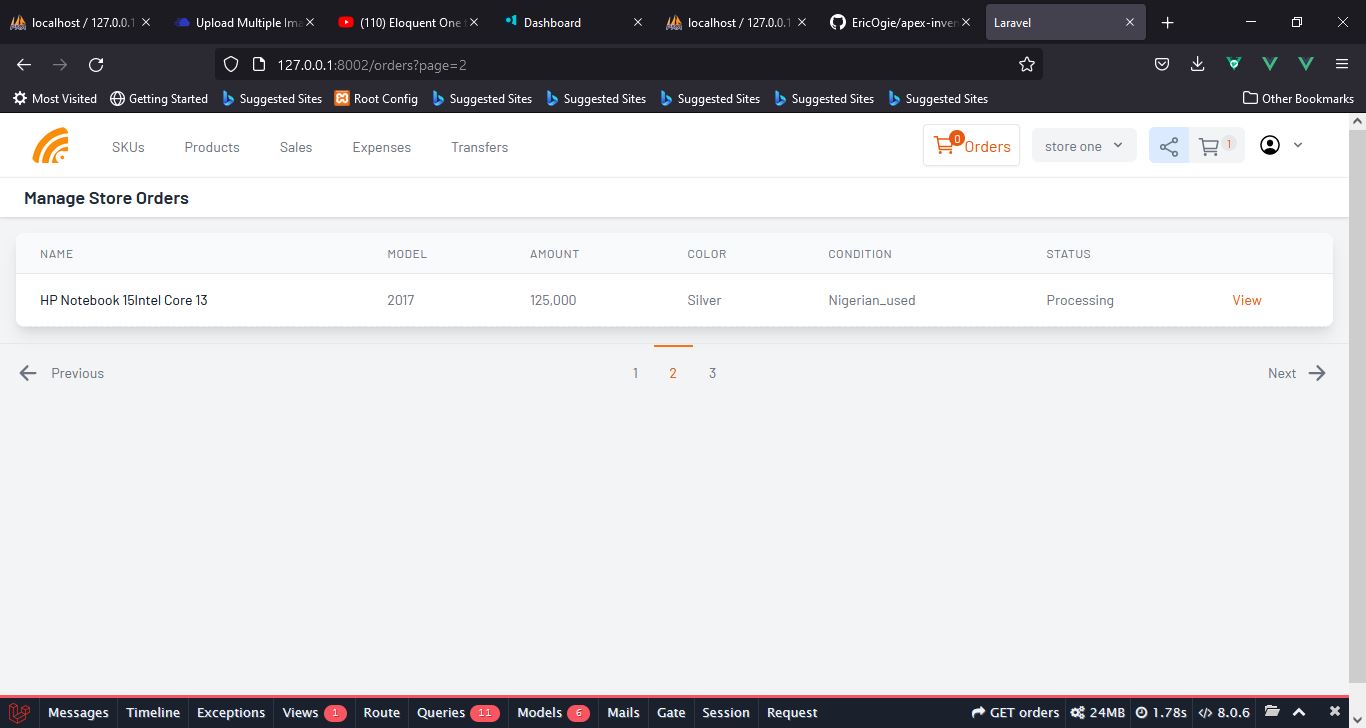 localhost / 127.0.0.1
Upload Multiple Ima
(110) Eloquent One
Dashboard
localhost / 127.0.0.1
EricOgie/apex-inven
Laravel
127.0.0.1:8002/orders?page=2
Most Visited
Getting Started
Suggested Sites
Root Config
Suggested Sites
Suggested Sites
Suggested Sites
Suggested Sites
Suggested Sites
Other Bookmarks
SKUs
Products
Sales
Expenses
Transfers
0
Orders
store one
1
Manage Store Orders
NAME MODEL AMOUNT COLOR CONDITION STATUS
HP Notebook 15Intel Core 13 2017 125,000 Silver Nigerian_used Processing View
Previous 1 2 3 Next
Messages Timeline Exceptions Views 1 Route Queries 11 Models 6 Mails Gate Session Request GET orders 24MB 1.78s 8.0.6